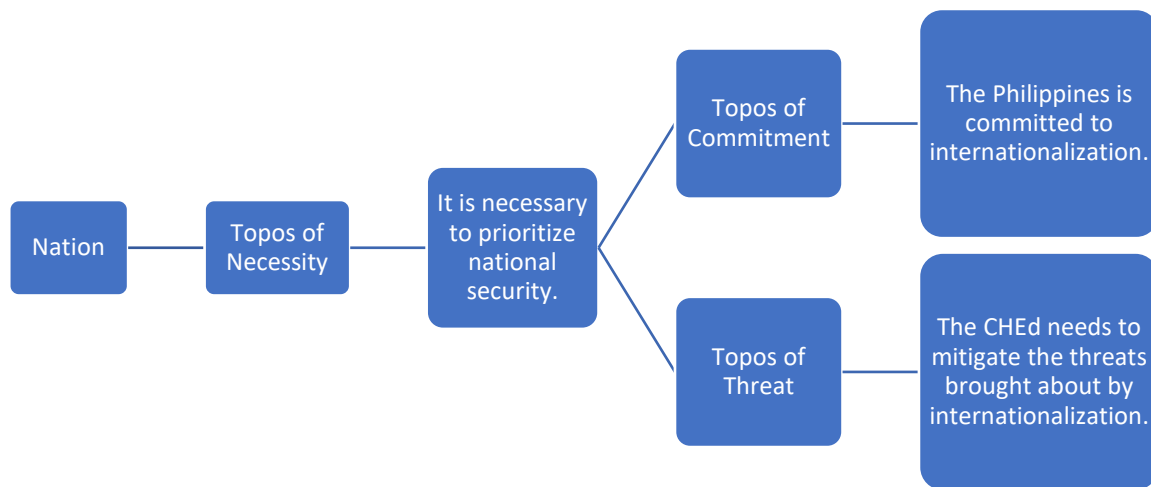 Nation
Topos of
Necessity
It is necessary
to prioritize
national
security.
Topos of
Commitment
The Philippines is
committed to
internationalization.
Topos of
Threat
The CHEd needs to
mitigate the threats
brought about by
internationalization.